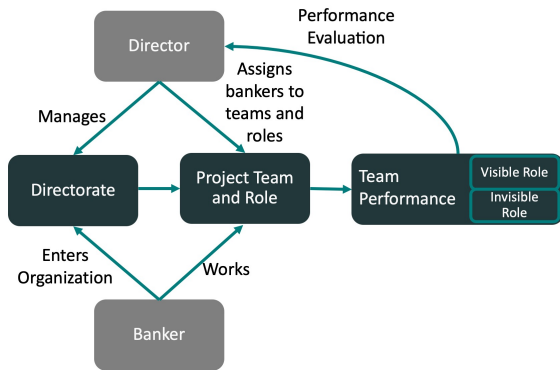 Performance
Evaluation
Director
Assigns
bankers to
teams and
roles
Manages
Directorate
Project Team
and Role
Team
Performance
Visible Role
Invisible
Role
Enters
Organization
Works
Banker